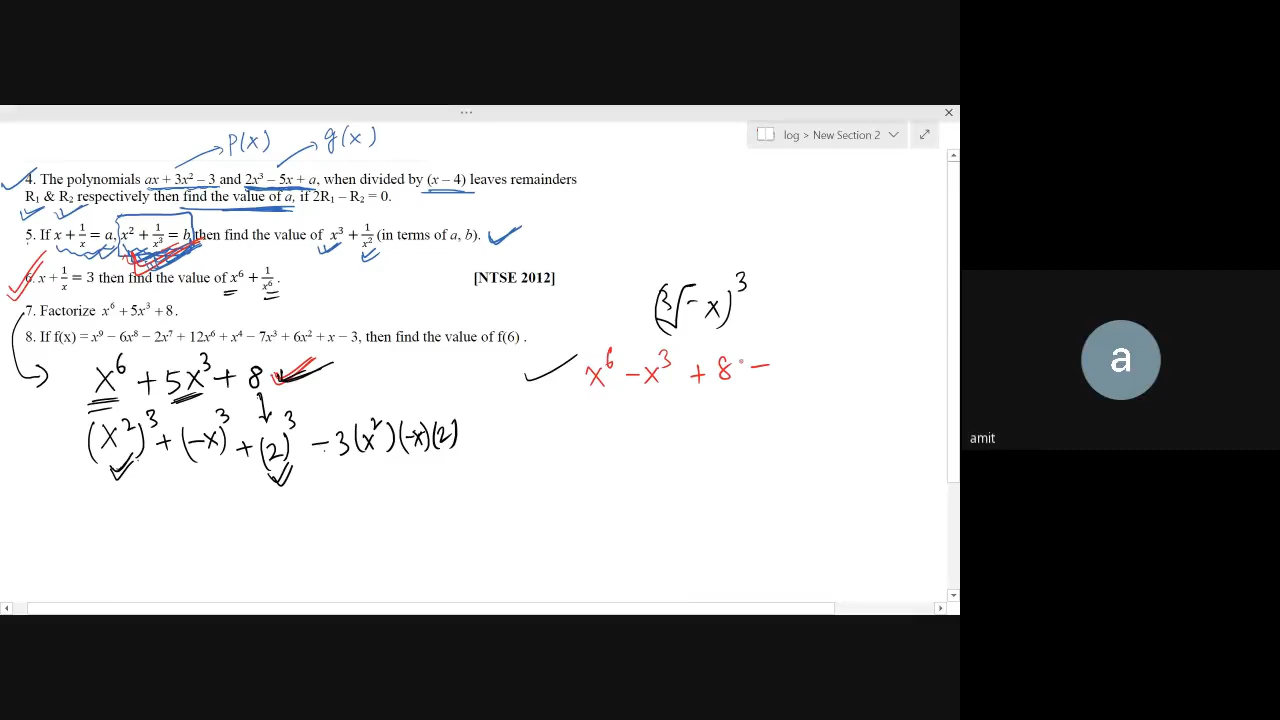 log > New Section 2
p(x) g(x)
4. The polynomials ax + 3x² – 3 and 2x³ – 5x + a, when divided by (x – 4) leaves remainders
R₁ & R₂ respectively then find the value of a, if 2R₁ – R₂ = 0.
5. If x + 1/x = a, x² + 1/x³ = b then find the value of x³ + 1/x² (in terms of a, b).
6. x + 1/x = 3 then find the value of x⁶ + 1/x⁶. [NTSE 2012]
(∛-x)³
7. Factorize x⁶ + 5x³ + 8.
8. If f(x) = x⁹ – 6x⁸ – 2x⁷ + 12x⁶ + x⁴ – 7x³ + 6x² + x – 3, then find the value of f(6) .
x⁶ + 5x³ + 8
x⁶ – x³ + 8 –
(x²)³ + (-x)³ + (2)³ – 3(x²)(-x)(2)
a
amit